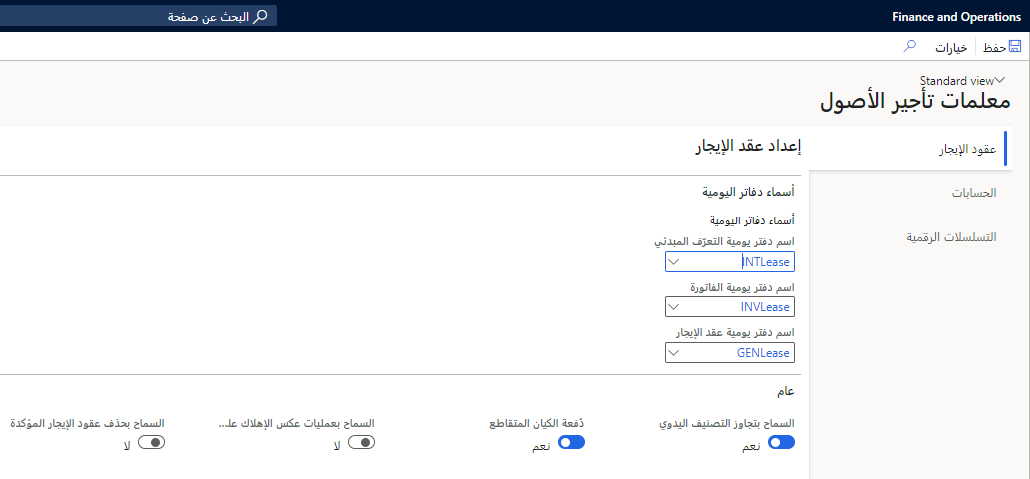 Finance and Operations
البحث عن صفحة
حفظ
خيارات
Standard view
معلمات تأجير الأصول
عقود الإيجار
الحسابات
التسلسلات الرقمية
إعداد عقد الإيجار
أسماء دفاتر اليومية
أسماء دفاتر اليومية
اسم دفتر يومية التعرّف المبدئي
INTLease
اسم دفتر يومية الفاتورة
INVLease
اسم دفتر يومية عقد الإيجار
GENLease
عام
السماح بتجاوز التصنيف اليدوي
نعم
دُفعة الكيان المتقاطع
نعم
السماح بعمليات عكس الإهلاك علـ...
لا
السماح بحذف عقود الإيجار المؤكدة
لا